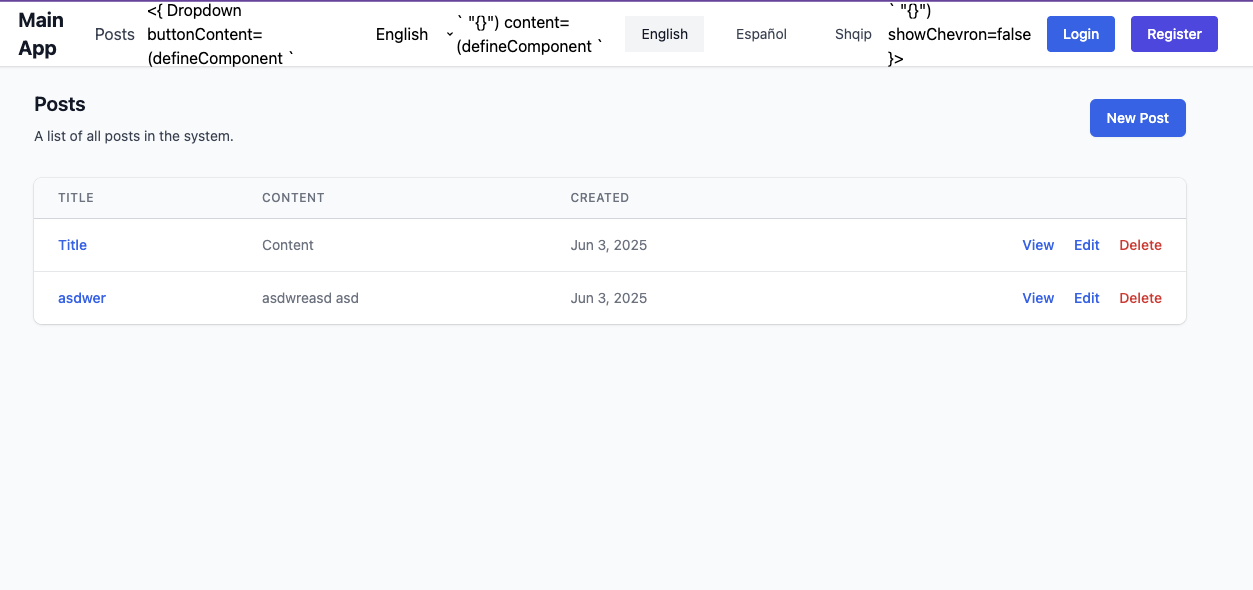 Main
App
Posts
<{ Dropdown
buttonContent=
(defineComponent `
English
` "{}") content=
(defineComponent `
English
Español
Shqip
` "{}")
showChevron=false
}>
Login
Register
Posts
A list of all posts in the system.
New Post
TITLE CONTENT CREATED
Title Content Jun 3, 2025 View Edit Delete
asdwer asdwreasd asd Jun 3, 2025 View Edit Delete